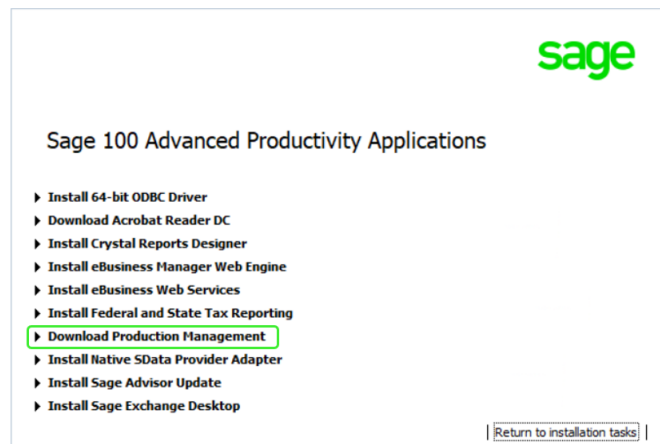 sage
Sage 100 Advanced Productivity Applications
Install 64-bit ODBC Driver
Download Acrobat Reader DC
Install Crystal Reports Designer
Install eBusiness Manager Web Engine
Install eBusiness Web Services
Install Federal and State Tax Reporting
Download Production Management
Install Native SData Provider Adapter
Install Sage Advisor Update
Install Sage Exchange Desktop
Return to installation tasks